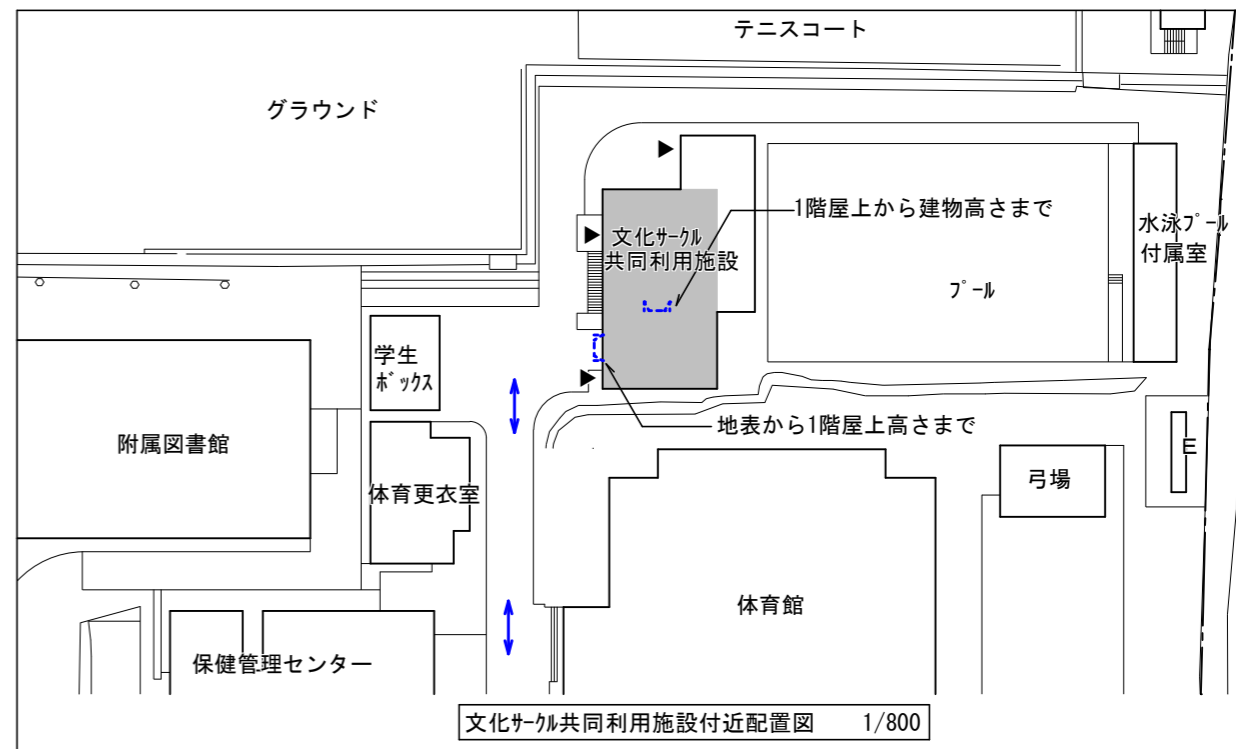 テニスコート
グラウンド
1階屋上から建物高さまで
文化ｻｰｸﾙ
共同利用施設
水泳ﾌﾟｰﾙ
付属室
ﾌﾟｰﾙ
学生
ﾎﾞｯｸｽ
地表から1階屋上高さまで
附属図書館
E
弓場
体育更衣室
体育館
保健管理センター
文化ｻｰｸﾙ共同利用施設付近配置図　1/800